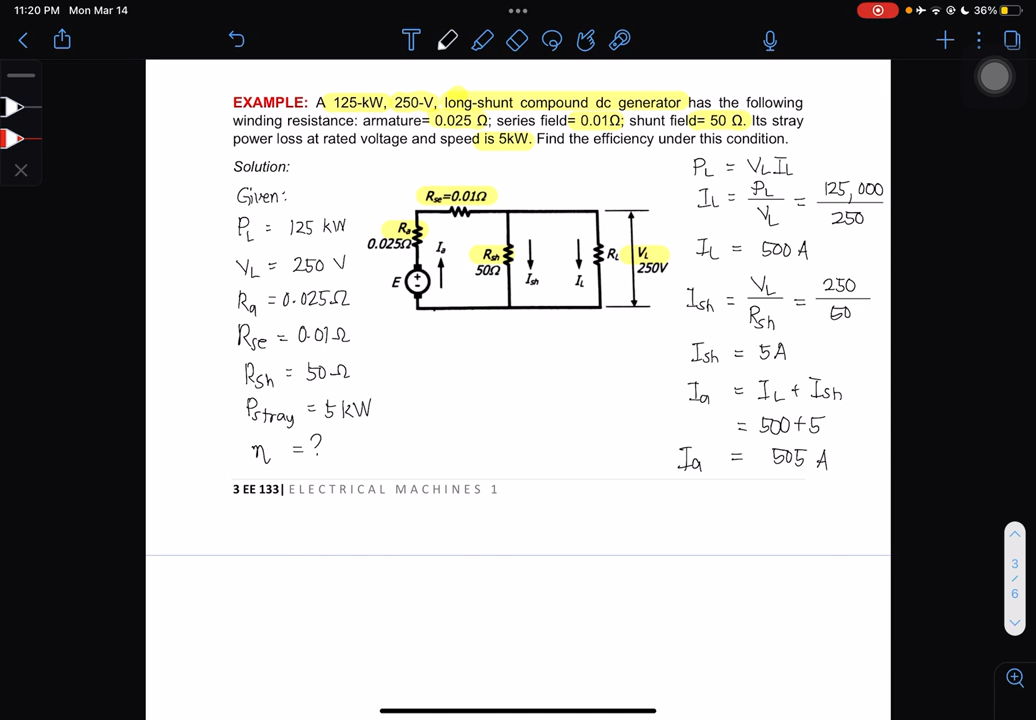 11:20 PM Mon Mar 14
36%
EXAMPLE: A 125-kW, 250-V, long-shunt compound dc generator has the following
winding resistance: armature= 0.025 Ω; series field= 0.01Ω; shunt field= 50 Ω. Its stray
power loss at rated voltage and speed is 5kW. Find the efficiency under this condition.
Solution:
Given:
PL = 125 kW
VL = 250 V
Ra = 0.025Ω
Rse = 0.01Ω
Rsh = 50Ω
Pstray = 5 kW
η = ?
Rse=0.01Ω
Ra
0.025Ω
Ia
E
Rsh
50Ω
Ish
IL
RL
VL
250V
PL = VLIL
IL = PL/VL = 125,000/250
IL = 500 A
Ish = VL/Rsh = 250/50
Ish = 5A
Ia = IL + Ish
= 500+5
Ia = 505 A
3 EE 133| ELECTRICAL MACHINES 1
3
/
6